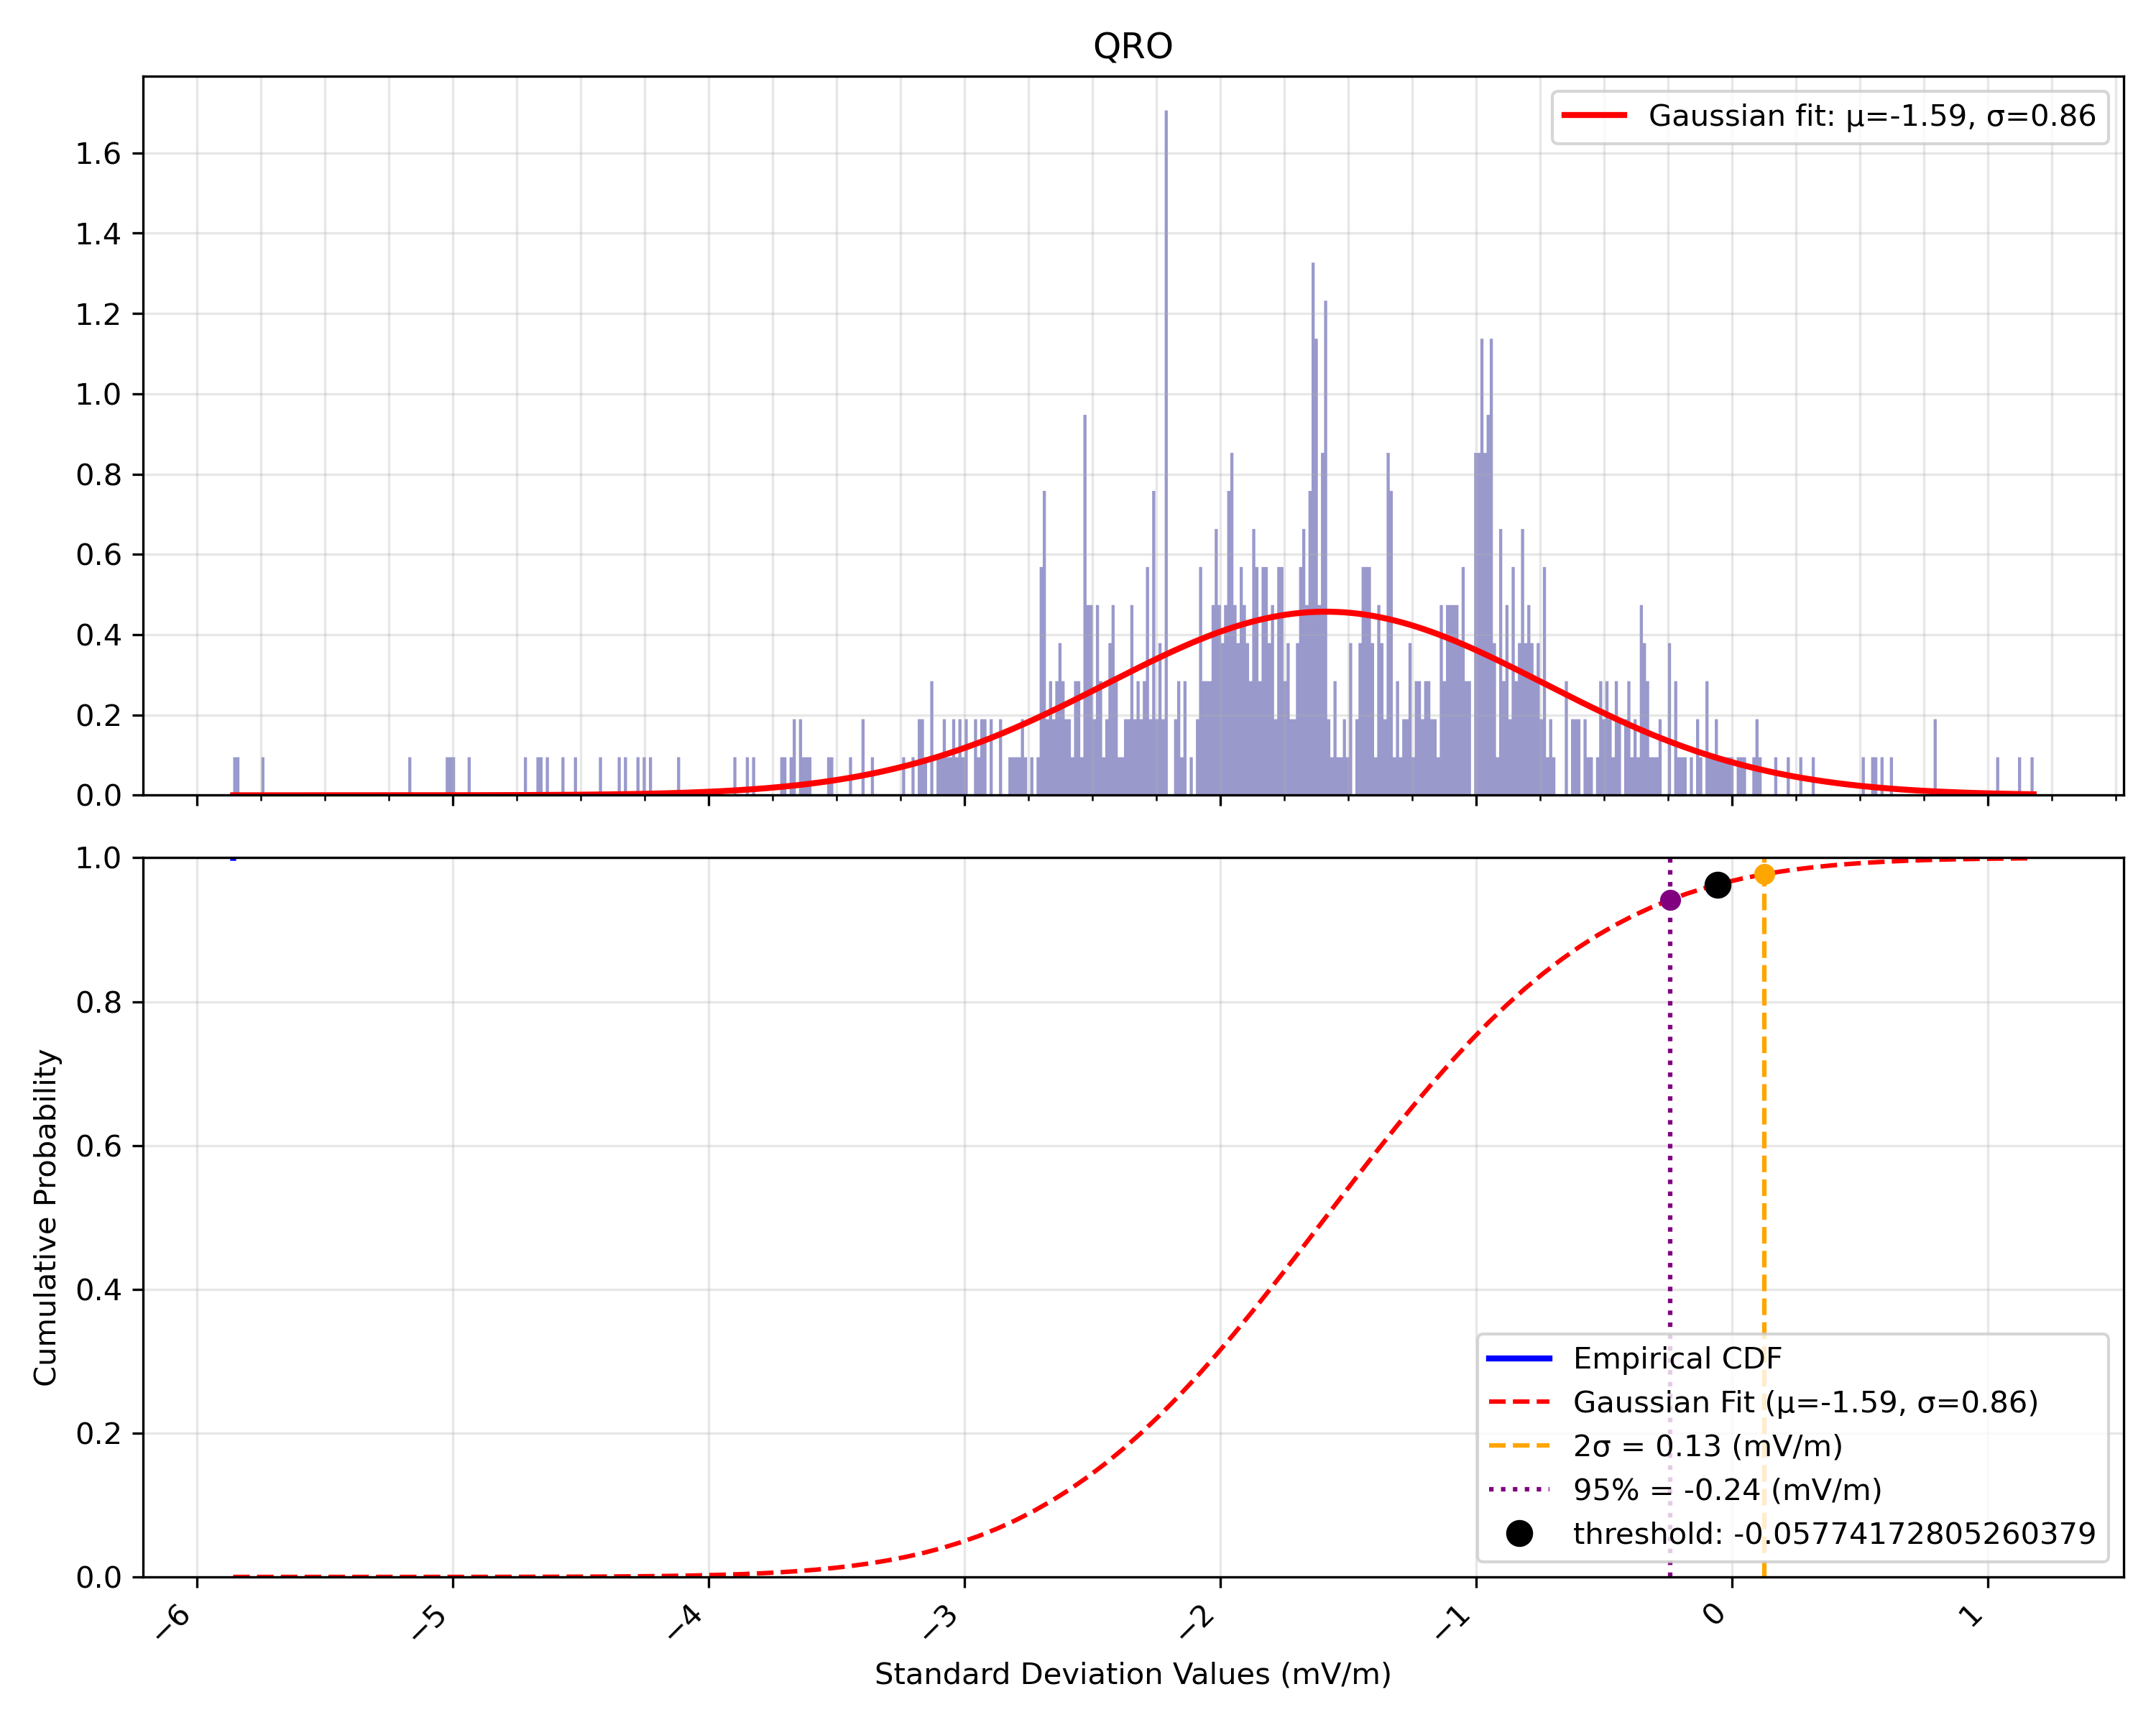 QRO
Gaussian fit: μ=-1.59, σ=0.86
1.6
1.4
1.2
1.0
0.8
0.6
0.4
0.2
0.0
1.0
0.8
0.6
0.4
0.2
0.0
Cumulative Probability
Empirical CDF
Gaussian Fit (μ=-1.59, σ=0.86)
2σ = 0.13 (mV/m)
95% = -0.24 (mV/m)
threshold: -0.05774172805260379
−6 −5 −4 −3 −2 −1 0 1
Standard Deviation Values (mV/m)